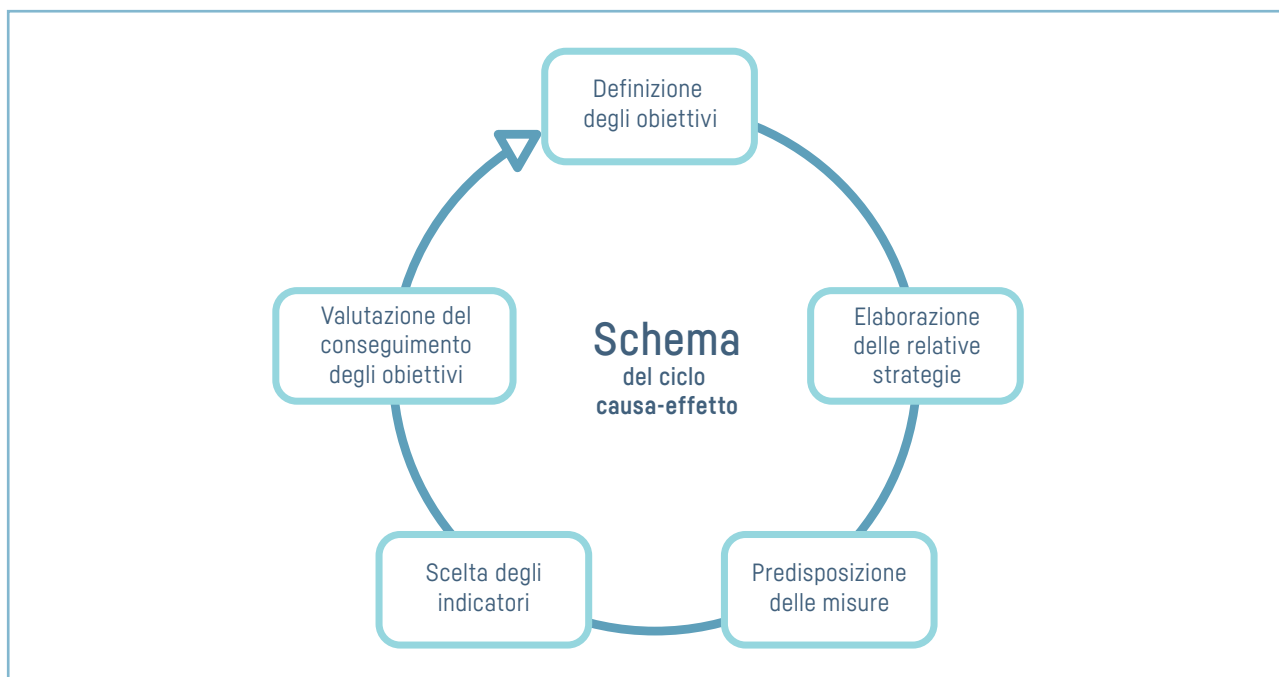 Definizione
degli obiettivi
Elaborazione
delle relative
strategie
Predisposizione
delle misure
Scelta degli
indicatori
Valutazione del
conseguimento
degli obiettivi
Schema
del ciclo
causa-effetto